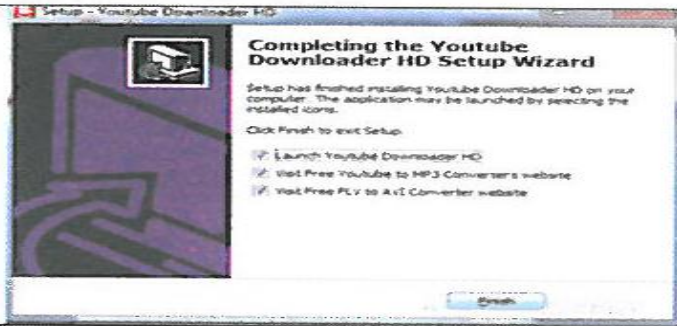 Setup - Youtube Downloader HD
Completing the Youtube
Downloader HD Setup Wizard
Setup has finished installing Youtube Downloader HD on your
computer. The application may be launched by selecting the
installed icons.
Click Finish to exit Setup.
Launch Youtube Downloader HD
Visit Free Youtube to MP3 Converter's website
Visit Free FLV to AVI Converter website
Finish